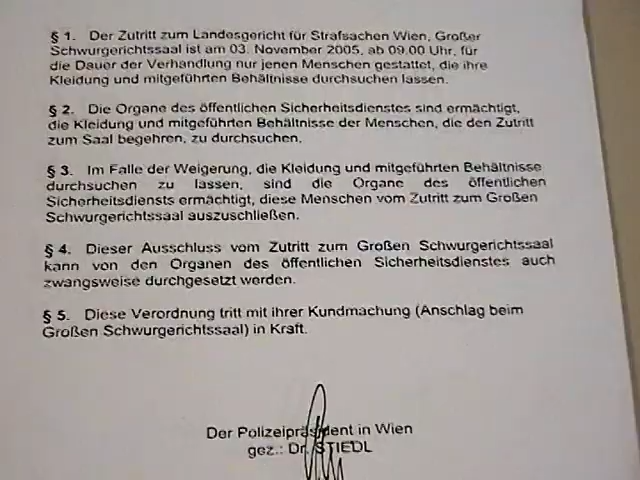 § 1. Der Zutritt zum Landesgericht für Strafsachen Wien, Großer
Schwurgerichtssaal ist am 03. November 2005, ab 09.00 Uhr, für
die Dauer der Verhandlung nur jenen Menschen gestattet, die ihre
Kleidung und mitgeführten Behältnisse durchsuchen lassen.
§ 2. Die Organe des öffentlichen Sicherheitsdienstes sind ermächtigt,
die Kleidung und mitgeführten Behältnisse der Menschen, die den Zutritt
zum Saal begehren, zu durchsuchen.
§ 3. Im Falle der Weigerung, die Kleidung und mitgeführten Behältnisse
durchsuchen zu lassen, sind die Organe des öffentlichen
Sicherheitsdiensts ermächtigt, diese Menschen vom Zutritt zum Großen
Schwurgerichtssaal auszuschließen.
§ 4. Dieser Ausschluss vom Zutritt zum Großen Schwurgerichtssaal
kann von den Organen des öffentlichen Sicherheitsdienstes auch
zwangsweise durchgesetzt werden.
§ 5. Diese Verordnung tritt mit ihrer Kundmachung (Anschlag beim
Großen Schwurgerichtssaal) in Kraft.
Der Polizeipräsident in Wien
gez.: Dr. STIEDL